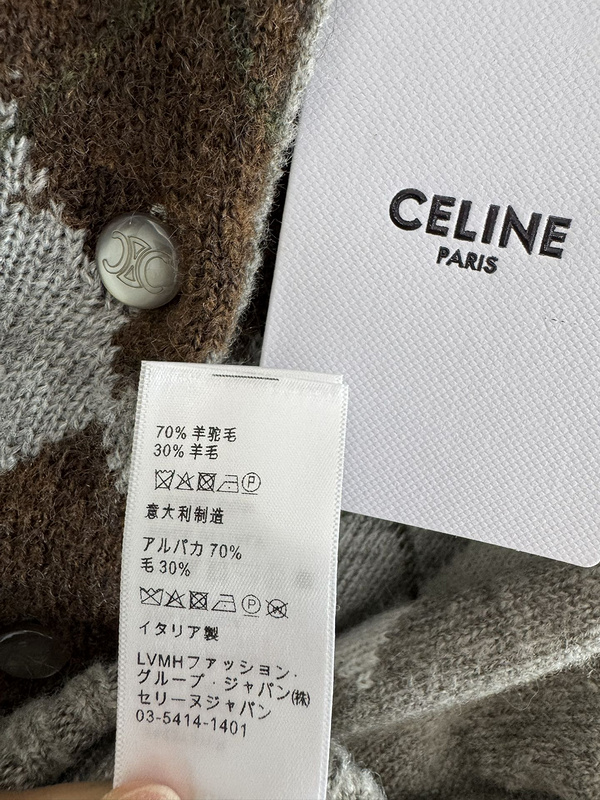 CELINE
PARIS
70% 羊驼毛
30% 羊毛
意大利制造
アルパカ 70%
毛 30%
イタリア製
LVMHファッション・
グループ・ジャパン㈱
セリーヌジャパン
03-5414-1401